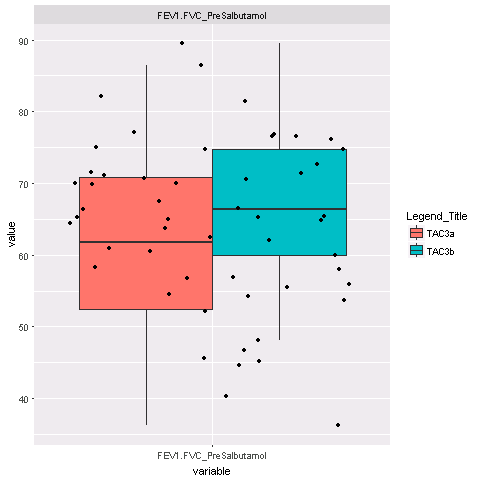 FEV1.FVC_PreSalbutamol
90
80
70
60
50
40
value
FEV1.FVC_PreSalbutamol
variable
Legend_Title
TAC3a
TAC3b